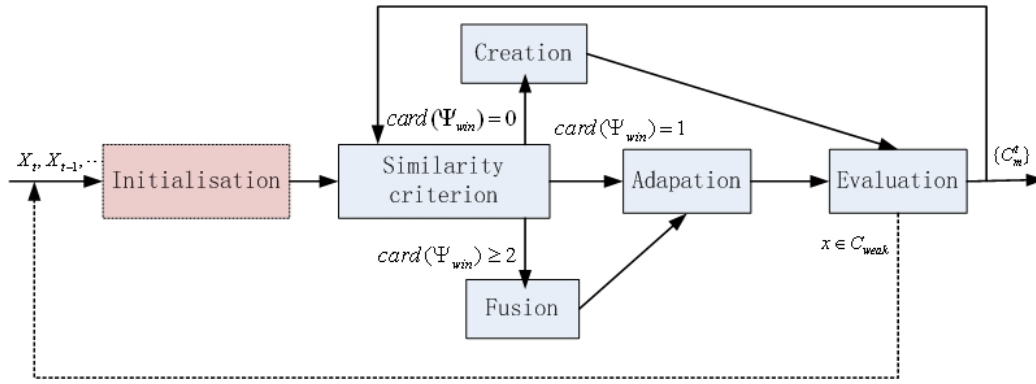 Creation
card(Ψ_win)=0
card(Ψ_win)=1
{C_m^t}
X_t, X_{t-1}, ...
Initialisation
Similarity
criterion
Adapation
Evaluation
card(Ψ_win)≥2
x ∈ C_weak
Fusion